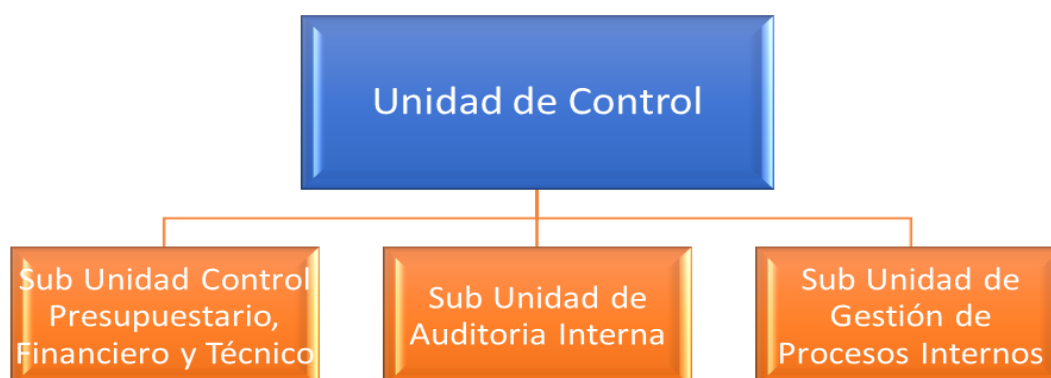 Unidad de Control
Sub Unidad Control
Presupuestario,
Financiero y Técnico
Sub Unidad de
Auditoria Interna
Sub Unidad de
Gestión de
Procesos Internos